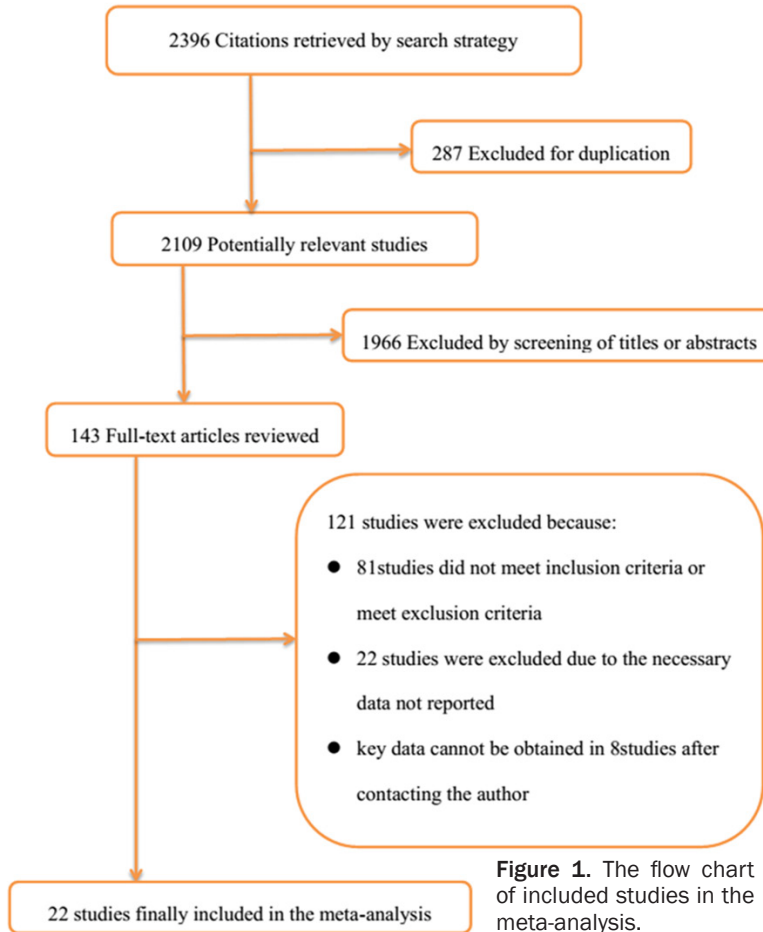 2396 Citations retrieved by search strategy
287 Excluded for duplication
2109 Potentially relevant studies
1966 Excluded by screening of titles or abstracts
143 Full-text articles reviewed
121 studies were excluded because:
● 81studies did not meet inclusion criteria or
meet exclusion criteria
● 22 studies were excluded due to the necessary
data not reported
● key data cannot be obtained in 8studies after
contacting the author
22 studies finally included in the meta-analysis
Figure 1. The flow chart
of included studies in the
meta-analysis.